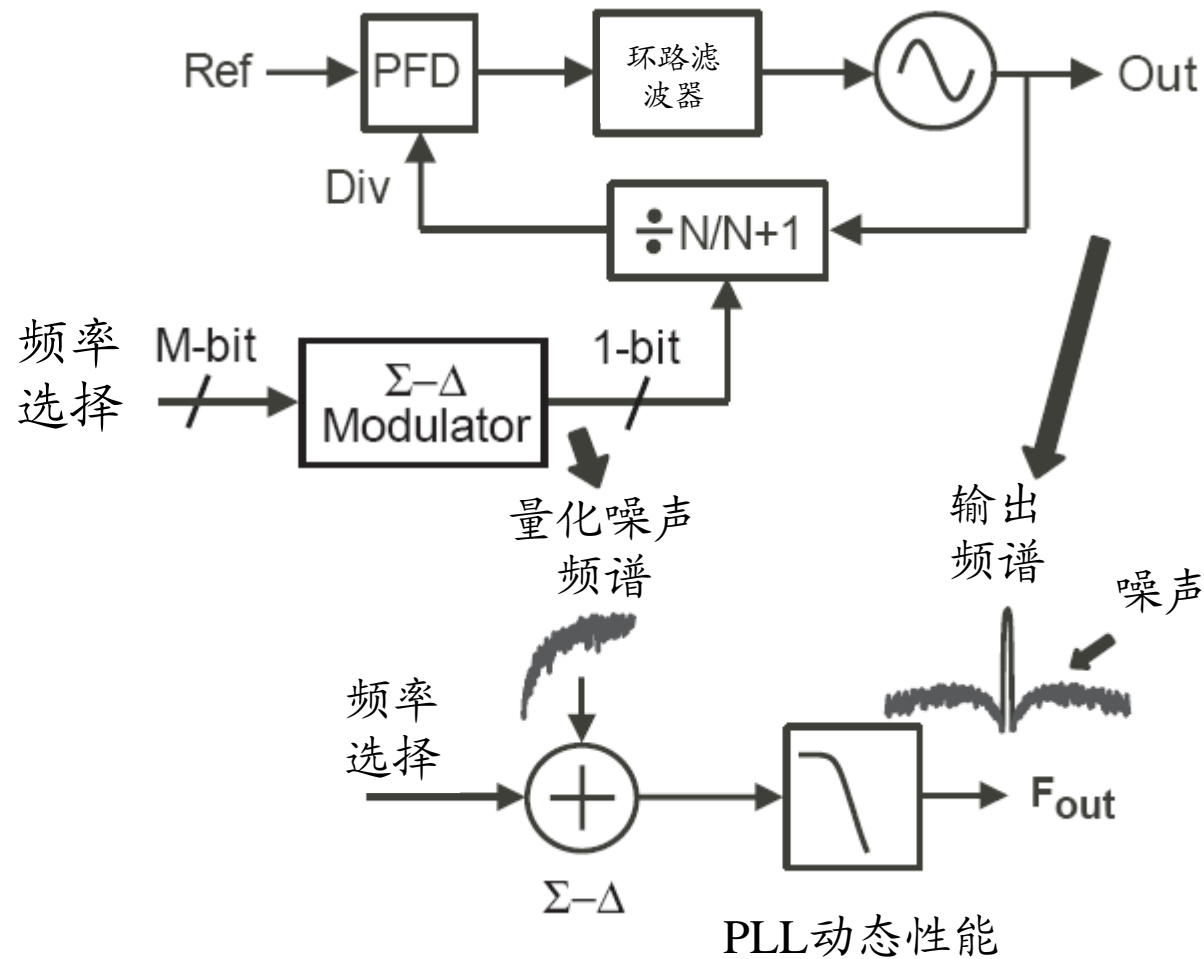 Ref
PFD
环路滤
波器
Out
Div
÷N/N+1
频率
选择
M-bit
Σ–Δ
Modulator
1-bit
量化噪声
频谱
输出
频谱
噪声
频率
选择
Fout
Σ–Δ
PLL动态性能